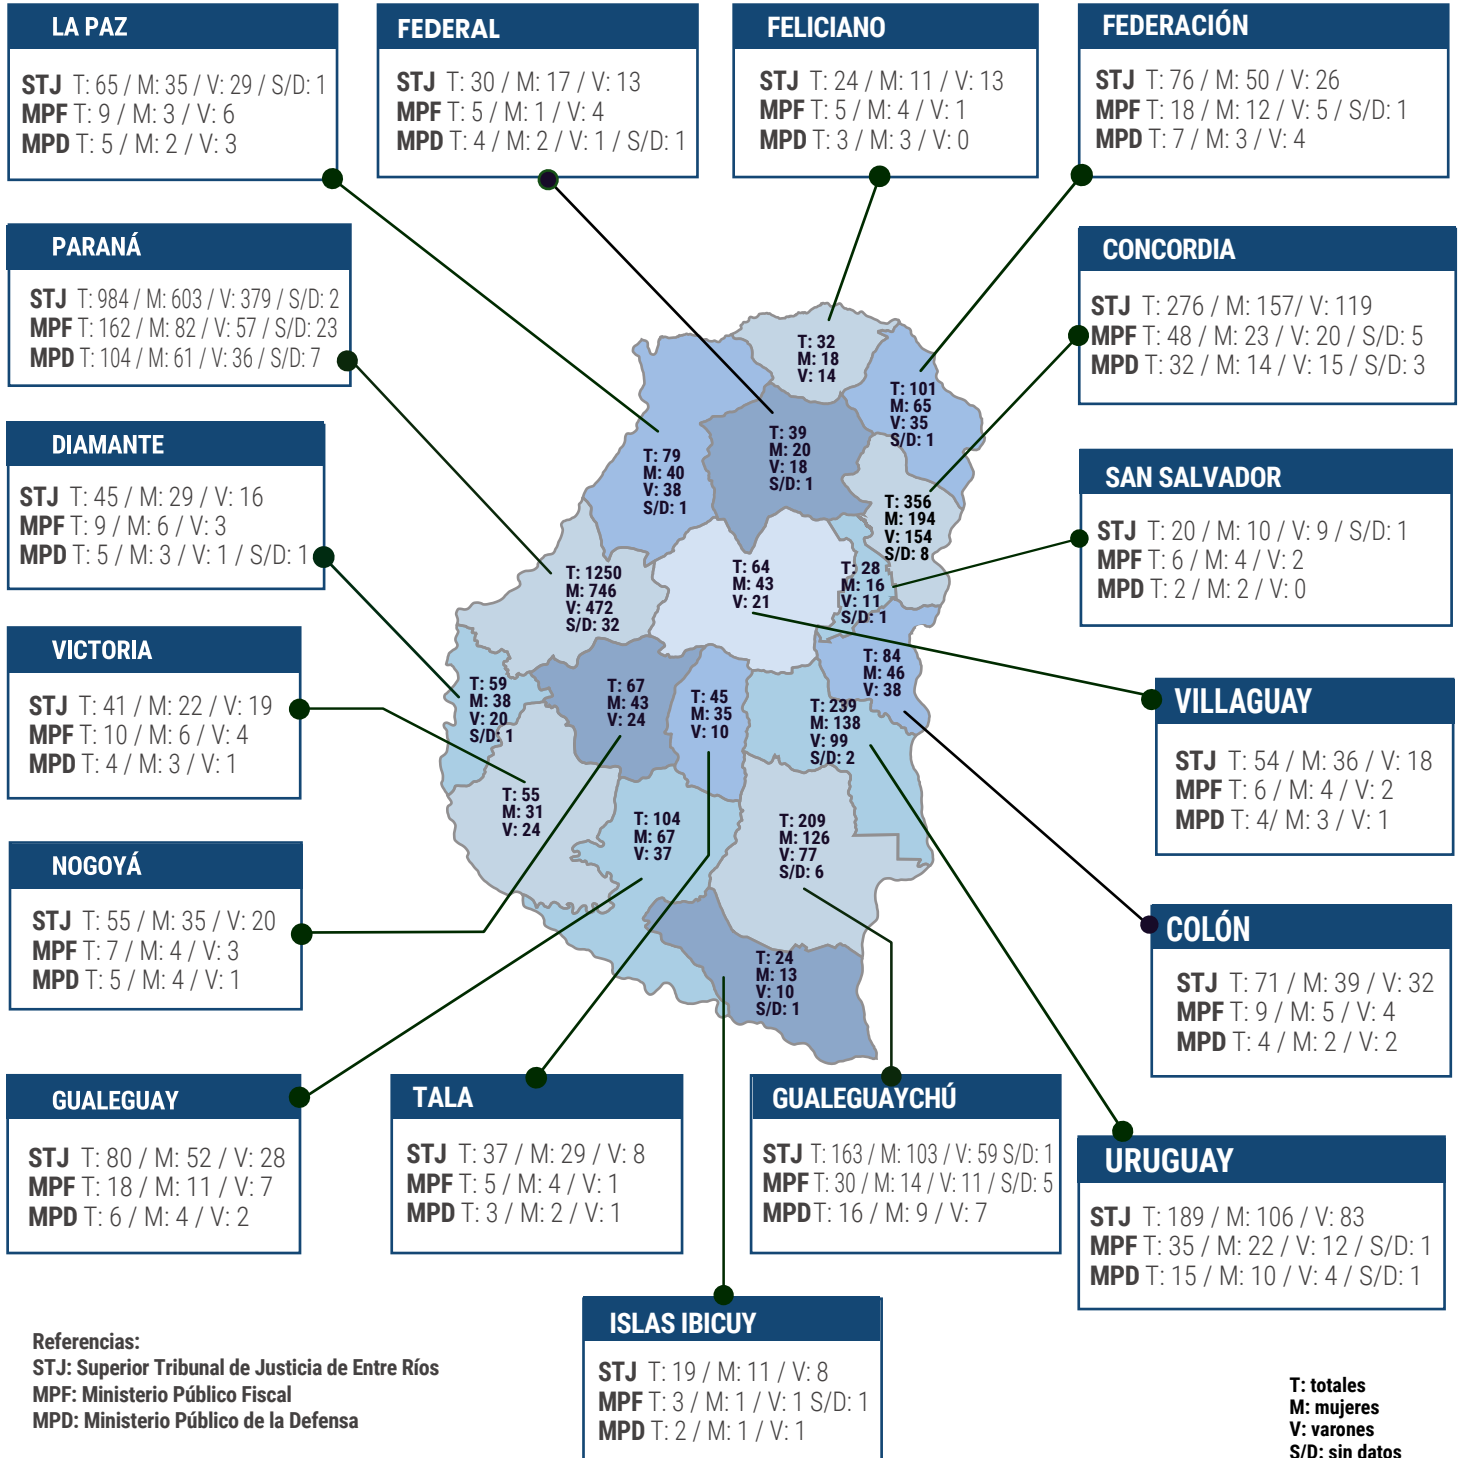 LA PAZ
STJ T: 65 / M: 35 / V: 29 / S/D: 1
MPF T: 9 / M: 3 / V: 6
MPD T: 5 / M: 2 / V: 3
FEDERAL
STJ T: 30 / M: 17 / V: 13
MPF T: 5 / M: 1 / V: 4
MPD T: 4 / M: 2 / V: 1 / S/D: 1
FELICIANO
STJ T: 24 / M: 11 / V: 13
MPF T: 5 / M: 4 / V: 1
MPD T: 3 / M: 3 / V: 0
FEDERACIÓN
STJ T: 76 / M: 50 / V: 26
MPF T: 18 / M: 12 / V: 5 / S/D: 1
MPD T: 7 / M: 3 / V: 4
PARANÁ
STJ T: 984 / M: 603 / V: 379 / S/D: 2
MPF T: 162 / M: 82 / V: 57 / S/D: 23
MPD T: 104 / M: 61 / V: 36 / S/D: 7
CONCORDIA
STJ T: 276 / M: 157/ V: 119
MPF T: 48 / M: 23 / V: 20 / S/D: 5
MPD T: 32 / M: 14 / V: 15 / S/D: 3
DIAMANTE
STJ T: 45 / M: 29 / V: 16
MPF T: 9 / M: 6 / V: 3
MPD T: 5 / M: 3 / V: 1 / S/D: 1
SAN SALVADOR
STJ T: 20 / M: 10 / V: 9 / S/D: 1
MPF T: 6 / M: 4 / V: 2
MPD T: 2 / M: 2 / V: 0
VICTORIA
STJ T: 41 / M: 22 / V: 19
MPF T: 10 / M: 6 / V: 4
MPD T: 4 / M: 3 / V: 1
VILLAGUAY
STJ T: 54 / M: 36 / V: 18
MPF T: 6 / M: 4 / V: 2
MPD T: 4/ M: 3 / V: 1
NOGOYÁ
STJ T: 55 / M: 35 / V: 20
MPF T: 7 / M: 4 / V: 3
MPD T: 5 / M: 4 / V: 1
COLÓN
STJ T: 71 / M: 39 / V: 32
MPF T: 9 / M: 5 / V: 4
MPD T: 4 / M: 2 / V: 2
T: 32
M: 18
V: 14
T: 101
M: 65
V: 35
S/D: 1
T: 39
M: 20
V: 18
S/D: 1
T: 79
M: 40
V: 38
S/D: 1
T: 356
M: 194
V: 154
S/D: 8
T: 64
M: 43
V: 21
T: 28
M: 16
V: 11
S/D: 1
T: 1250
M: 746
V: 472
S/D: 32
T: 84
M: 46
V: 38
T: 59
M: 38
V: 20
S/D: 1
T: 67
M: 43
V: 24
T: 45
M: 35
V: 10
T: 239
M: 138
V: 99
S/D: 2
T: 55
M: 31
V: 24
T: 104
M: 67
V: 37
T: 209
M: 126
V: 77
S/D: 6
T: 24
M: 13
V: 10
S/D: 1
GUALEGUAY
STJ T: 80 / M: 52 / V: 28
MPF T: 18 / M: 11 / V: 7
MPD T: 6 / M: 4 / V: 2
TALA
STJ T: 37 / M: 29 / V: 8
MPF T: 5 / M: 4 / V: 1
MPD T: 3 / M: 2 / V: 1
GUALEGUAYCHÚ
STJ T: 163 / M: 103 / V: 59 S/D: 1
MPF T: 30 / M: 14 / V: 11 / S/D: 5
MPD T: 16 / M: 9 / V: 7
URUGUAY
STJ T: 189 / M: 106 / V: 83
MPF T: 35 / M: 22 / V: 12 / S/D: 1
MPD T: 15 / M: 10 / V: 4 / S/D: 1
ISLAS IBICUY
STJ T: 19 / M: 11 / V: 8
MPF T: 3 / M: 1 / V: 1 S/D: 1
MPD T: 2 / M: 1 / V: 1
Referencias:
STJ: Superior Tribunal de Justicia de Entre Ríos
MPF: Ministerio Público Fiscal
MPD: Ministerio Público de la Defensa
T: totales
M: mujeres
V: varones
S/D: sin datos